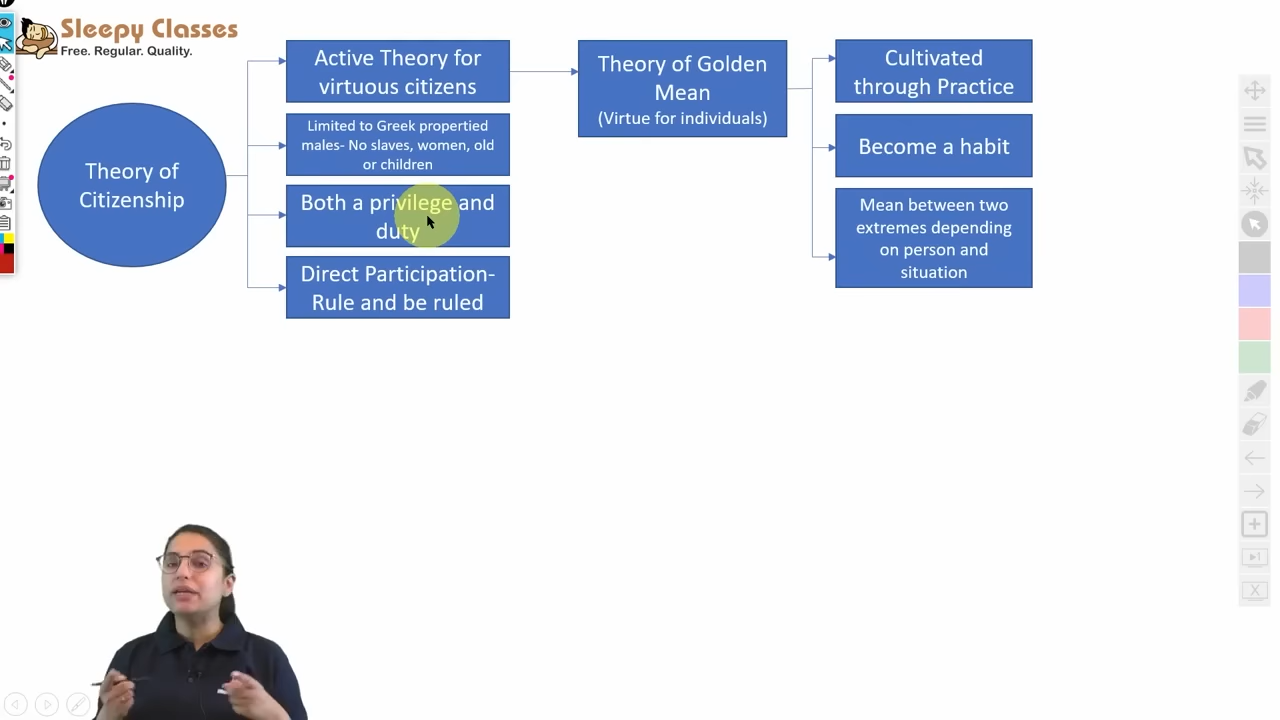 Sleepy Classes
Free. Regular. Quality.
Theory of
Citizenship
Active Theory for
virtuous citizens
Limited to Greek propertied
males- No slaves, women, old
or children
Both a privilege and
duty
Direct Participation-
Rule and be ruled
Theory of Golden
Mean
(Virtue for individuals)
Cultivated
through Practice
Become a habit
Mean between two
extremes depending
on person and
situation